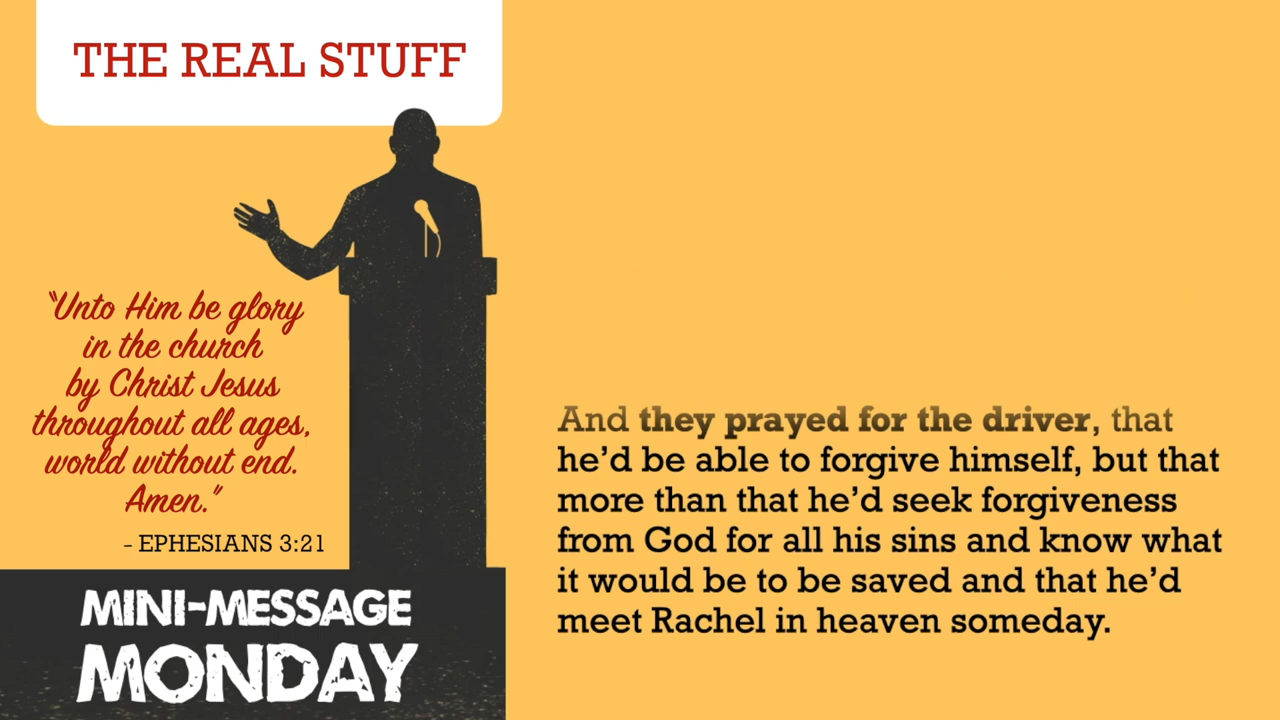 THE REAL STUFF
“Unto Him be glory
in the church
by Christ Jesus
throughout all ages,
world without end.
Amen.”
– EPHESIANS 3:21
MINI-MESSAGE
MONDAY
And they prayed for the driver, that
he’d be able to forgive himself, but that
more than that he’d seek forgiveness
from God for all his sins and know what
it would be to be saved and that he’d
meet Rachel in heaven someday.